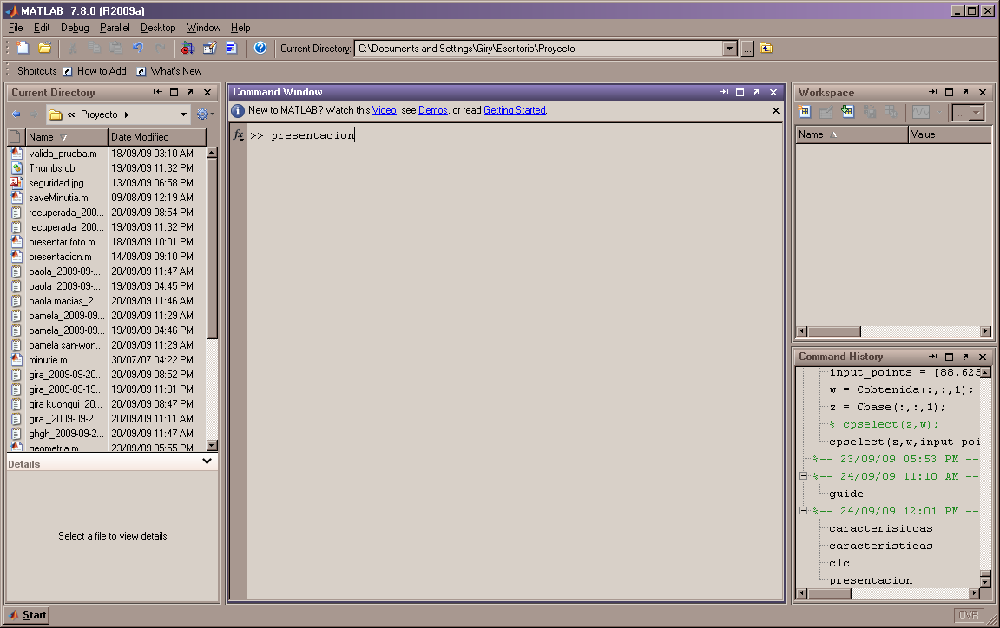 MATLAB 7.8.0 (R2009a)
File Edit Debug Parallel Desktop Window Help
Current Directory: C:\Documents and Settings\Giry\Escritorio\Proyecto ...
Shortcuts How to Add What's New
Current Directory
« Proyecto
Name Date Modified
valida_prueba.m 18/09/09 03:10 AM
Thumbs.db 19/09/09 11:32 PM
seguridad.jpg 13/09/09 06:58 PM
saveMinutia.m 09/08/09 12:19 AM
recuperada_200... 20/09/09 08:54 PM
recuperada_200... 19/09/09 11:32 PM
presentar foto.m 18/09/09 10:01 PM
presentacion.m 14/09/09 09:10 PM
paola_2009-09-... 20/09/09 11:47 AM
paola_2009-09-... 19/09/09 04:45 PM
paola macias_2... 20/09/09 11:46 AM
pamela_2009-09... 20/09/09 11:29 AM
pamela_2009-09... 19/09/09 04:46 PM
pamela san-won... 20/09/09 11:29 AM
minutie.m 30/07/07 04:22 PM
gira_2009-09-20... 20/09/09 08:52 PM
gira_2009-09-19... 19/09/09 11:31 PM
gira kuonqui_20... 20/09/09 08:47 PM
gira _2009-09-2... 20/09/09 11:11 AM
ghgh_2009-09-2... 20/09/09 11:47 AM
geometria.m 23/09/09 05:55 PM
Details
Select a file to view details
Command Window
New to MATLAB? Watch this Video, see Demos, or read Getting Started.
fx >> presentacion
Workspace
...
Name Value
Command History
input_points = [88.625
w = Cobtenida(:,:,1);
z = Cbase(:,:,1);
% cpselect(z,w);
cpselect(z,w,input_poi
%-- 23/09/09 05:53 PM --
%-- 24/09/09 11:10 AM --
guide
%-- 24/09/09 12:01 PM --
caracterisitcas
caracteristicas
clc
presentacion
Start
OVR